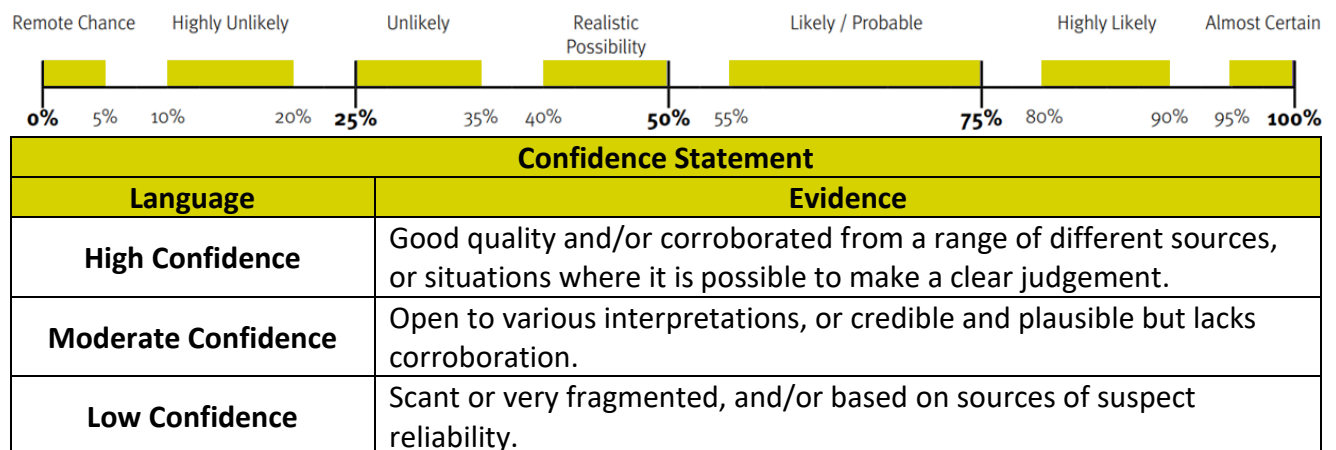 Remote Chance Highly Unlikely Unlikely Realistic Possibility Likely / Probable Highly Likely Almost Certain
0% 5% 10% 20% 25% 35% 40% 50% 55% 75% 80% 90% 95% 100%
Confidence Statement
Language Evidence
High Confidence
Good quality and/or corroborated from a range of different sources,
or situations where it is possible to make a clear judgement.
Moderate Confidence
Open to various interpretations, or credible and plausible but lacks
corroboration.
Low Confidence
Scant or very fragmented, and/or based on sources of suspect
reliability.